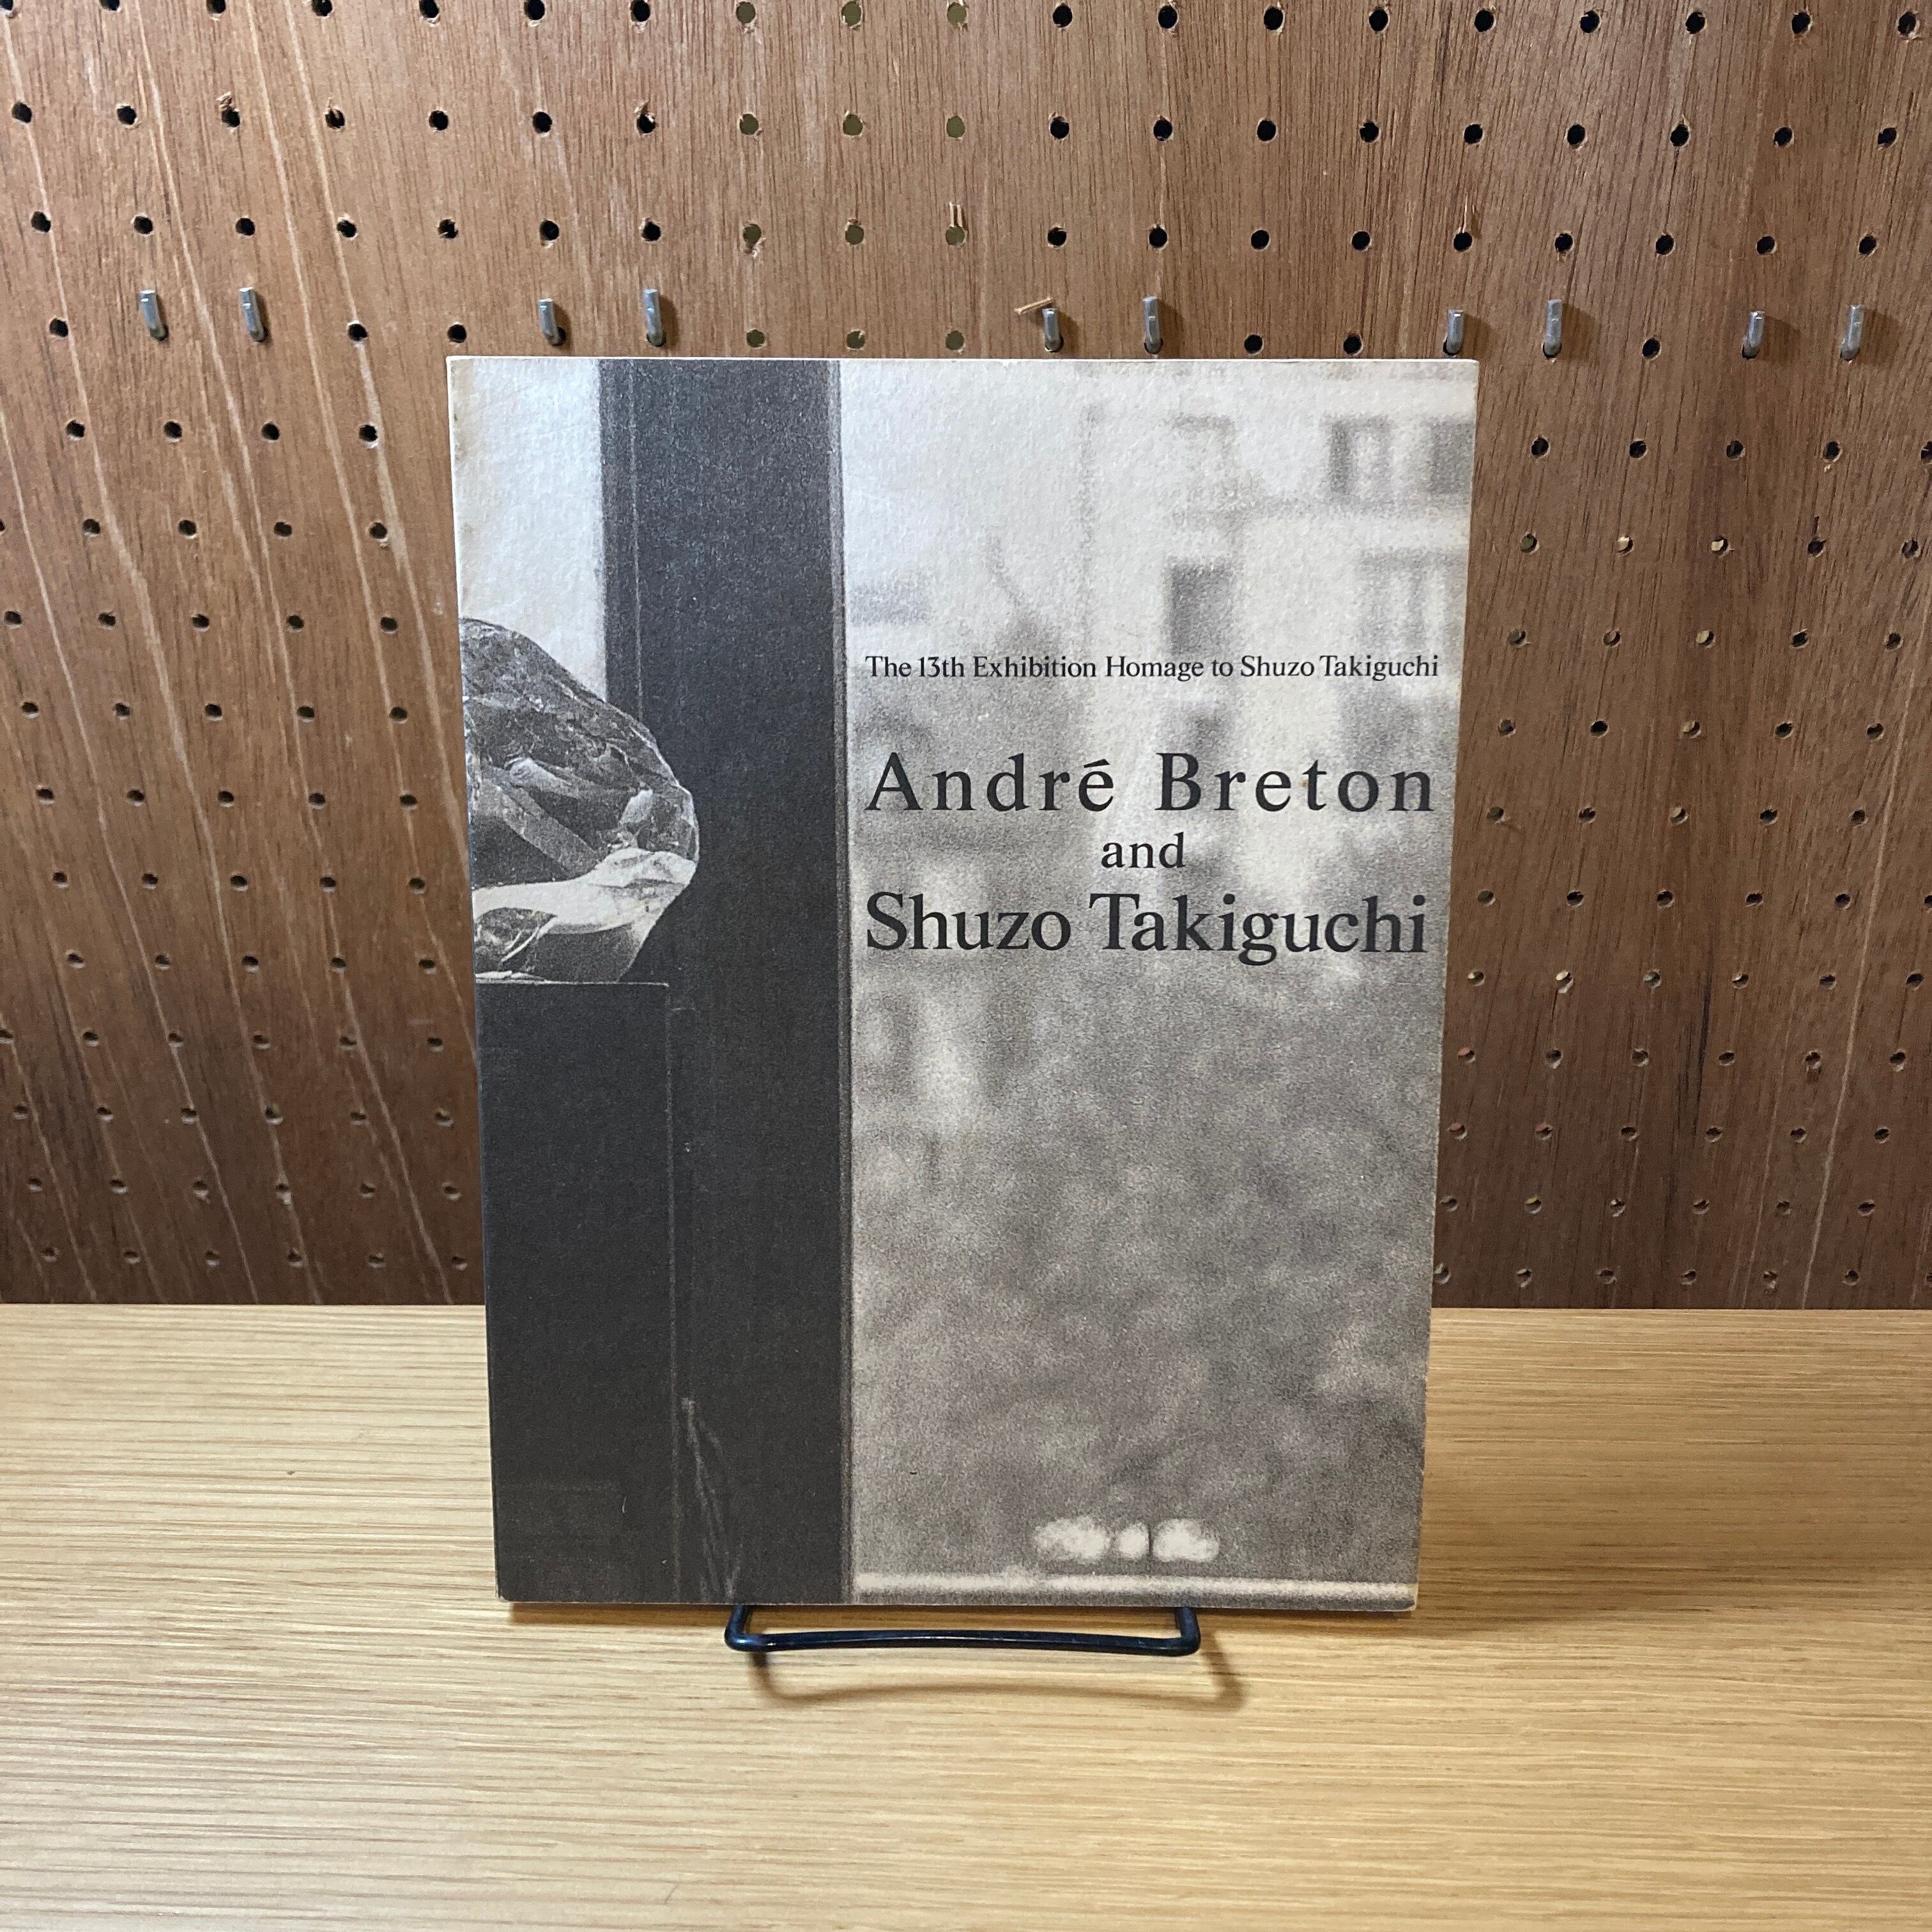 The 13th Exhibition Homage to Shuzo Takiguchi
André Breton
and
Shuzo Takiguchi